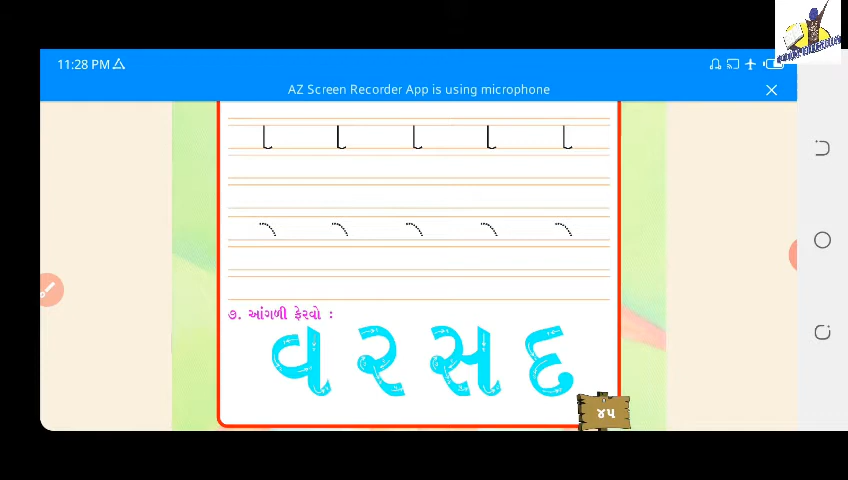 11:28 PM
AZ Screen Recorder App is using microphone
૭. આંગળી ફેરવો :
વ ર સ દ
૪૫